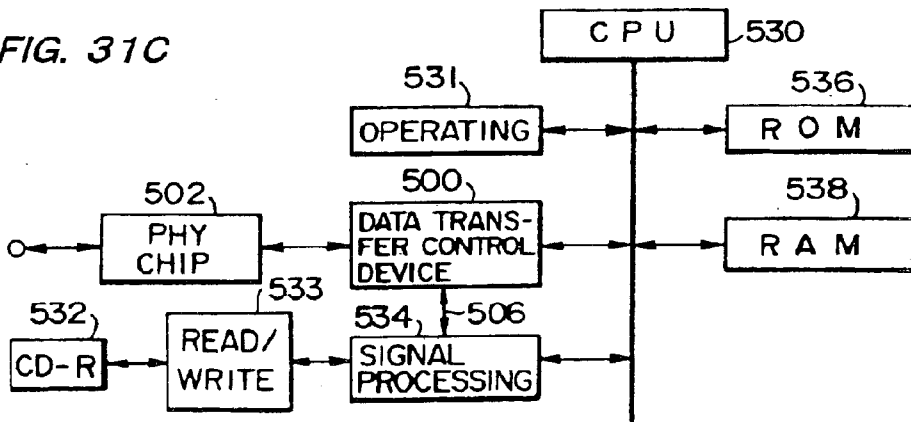 FIG. 31C
CPU
530
531
OPERATING
536
ROM
502
PHY
CHIP
500
DATA TRANS-
FER CONTROL
DEVICE
538
RAM
532
CD-R
533
READ/
WRITE
534
506
SIGNAL
PROCESSING